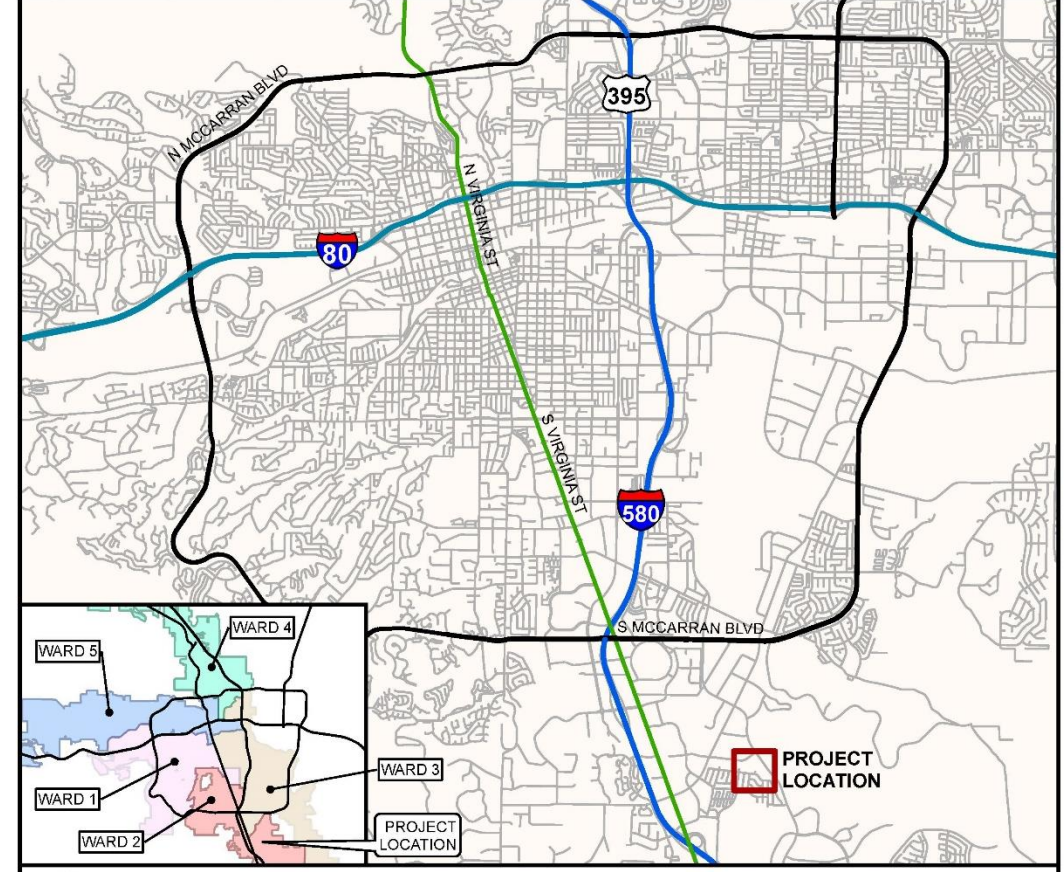 395
N MCCARRAN BLVD
N VIRGINIA ST
80
S VIRGINIA ST
580
S MCCARRAN BLVD
PROJECT
LOCATION
WARD 4
WARD 5
WARD 3
WARD 1
WARD 2
PROJECT
LOCATION